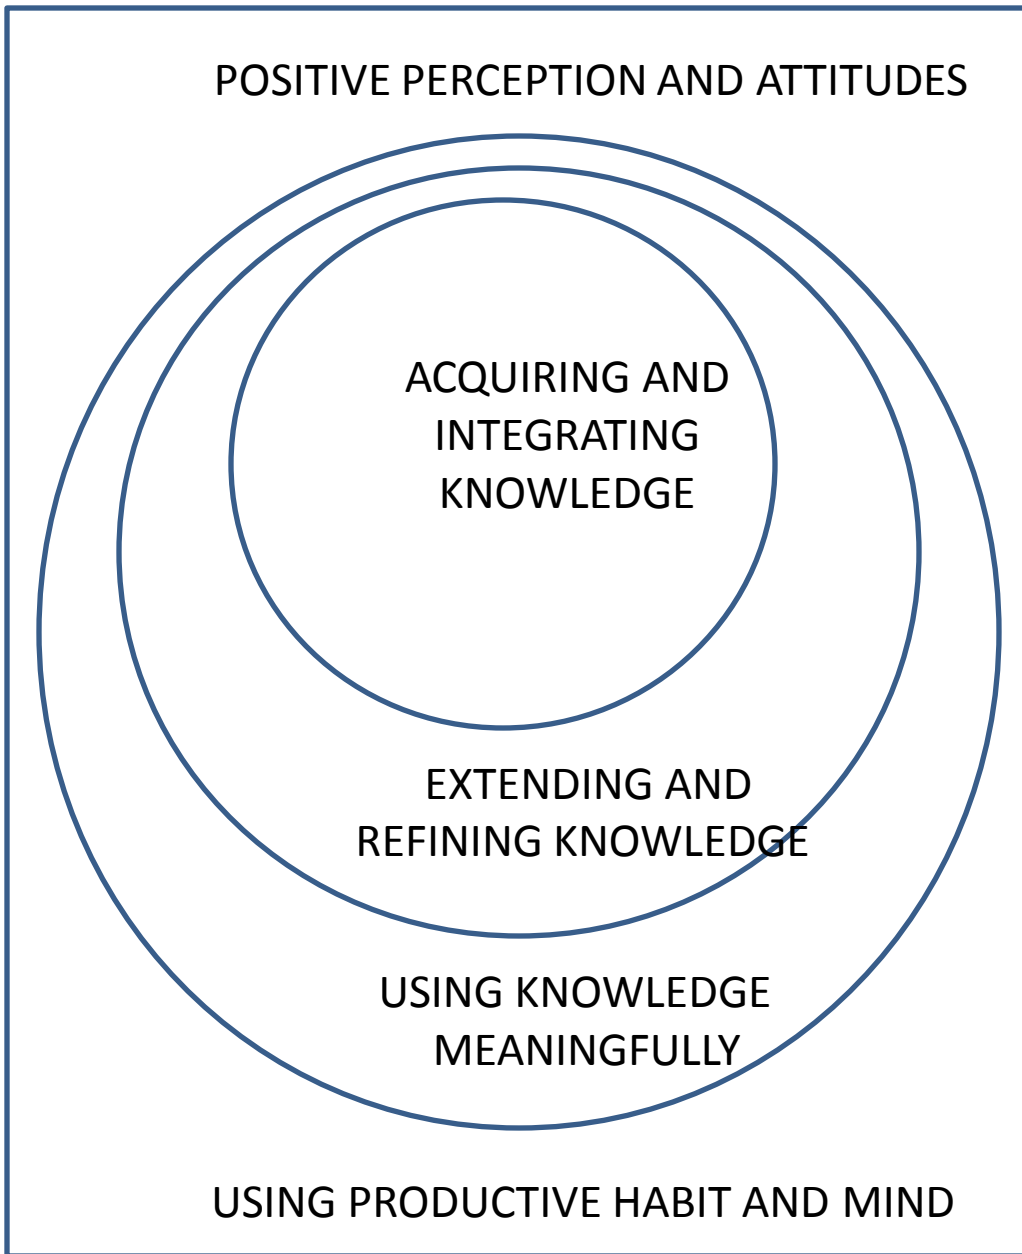 POSITIVE PERCEPTION AND ATTITUDES
ACQUIRING AND
INTEGRATING
KNOWLEDGE
EXTENDING AND
REFINING KNOWLEDGE
USING KNOWLEDGE
MEANINGFULLY
USING PRODUCTIVE HABIT AND MIND